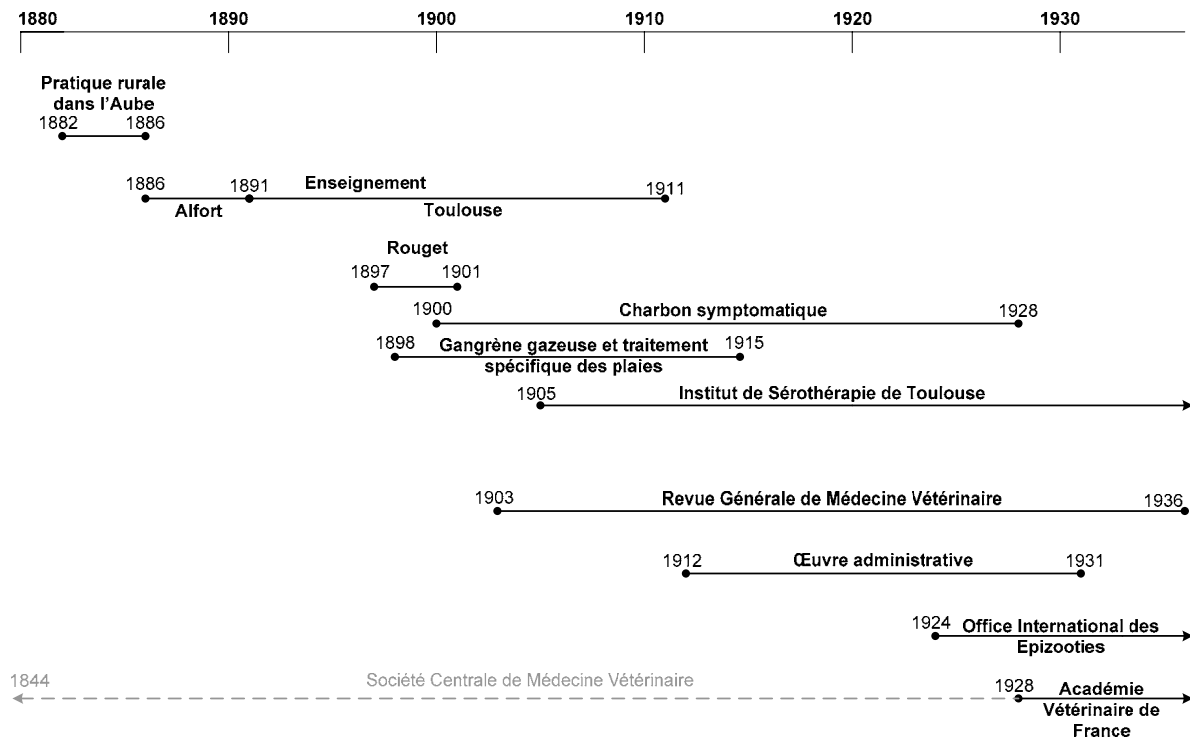 1880 1890 1900 1910 1920 1930
Pratique rurale
dans l'Aube
1882 1886
1886 1891 Enseignement 1911
Alfort Toulouse
Rouget
1897 1901
1900 Charbon symptomatique 1928
1898 Gangrène gazeuse et traitement 1915
spécifique des plaies
1905 Institut de Sérothérapie de Toulouse
1903 Revue Générale de Médecine Vétérinaire 1936
1912 Œuvre administrative 1931
1924 Office International des
Epizooties
1844 Société Centrale de Médecine Vétérinaire 1928 Académie
Vétérinaire de
France